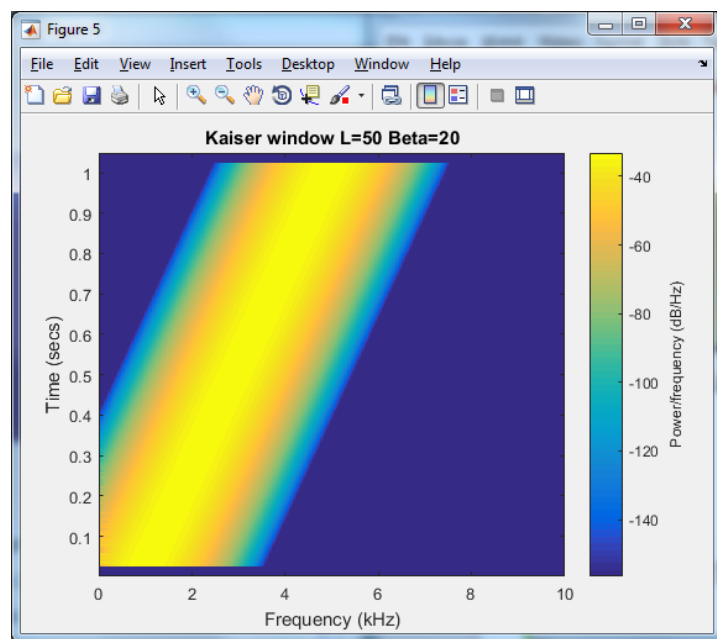 Figure 5
File Edit View Insert Tools Desktop Window Help
Kaiser window L=50 Beta=20
1
0.9
0.8
0.7
0.6
0.5
0.4
0.3
0.2
0.1
Time (secs)
0 2 4 6 8 10
Frequency (kHz)
-40
-60
-80
-100
-120
-140
Power/frequency (dB/Hz)